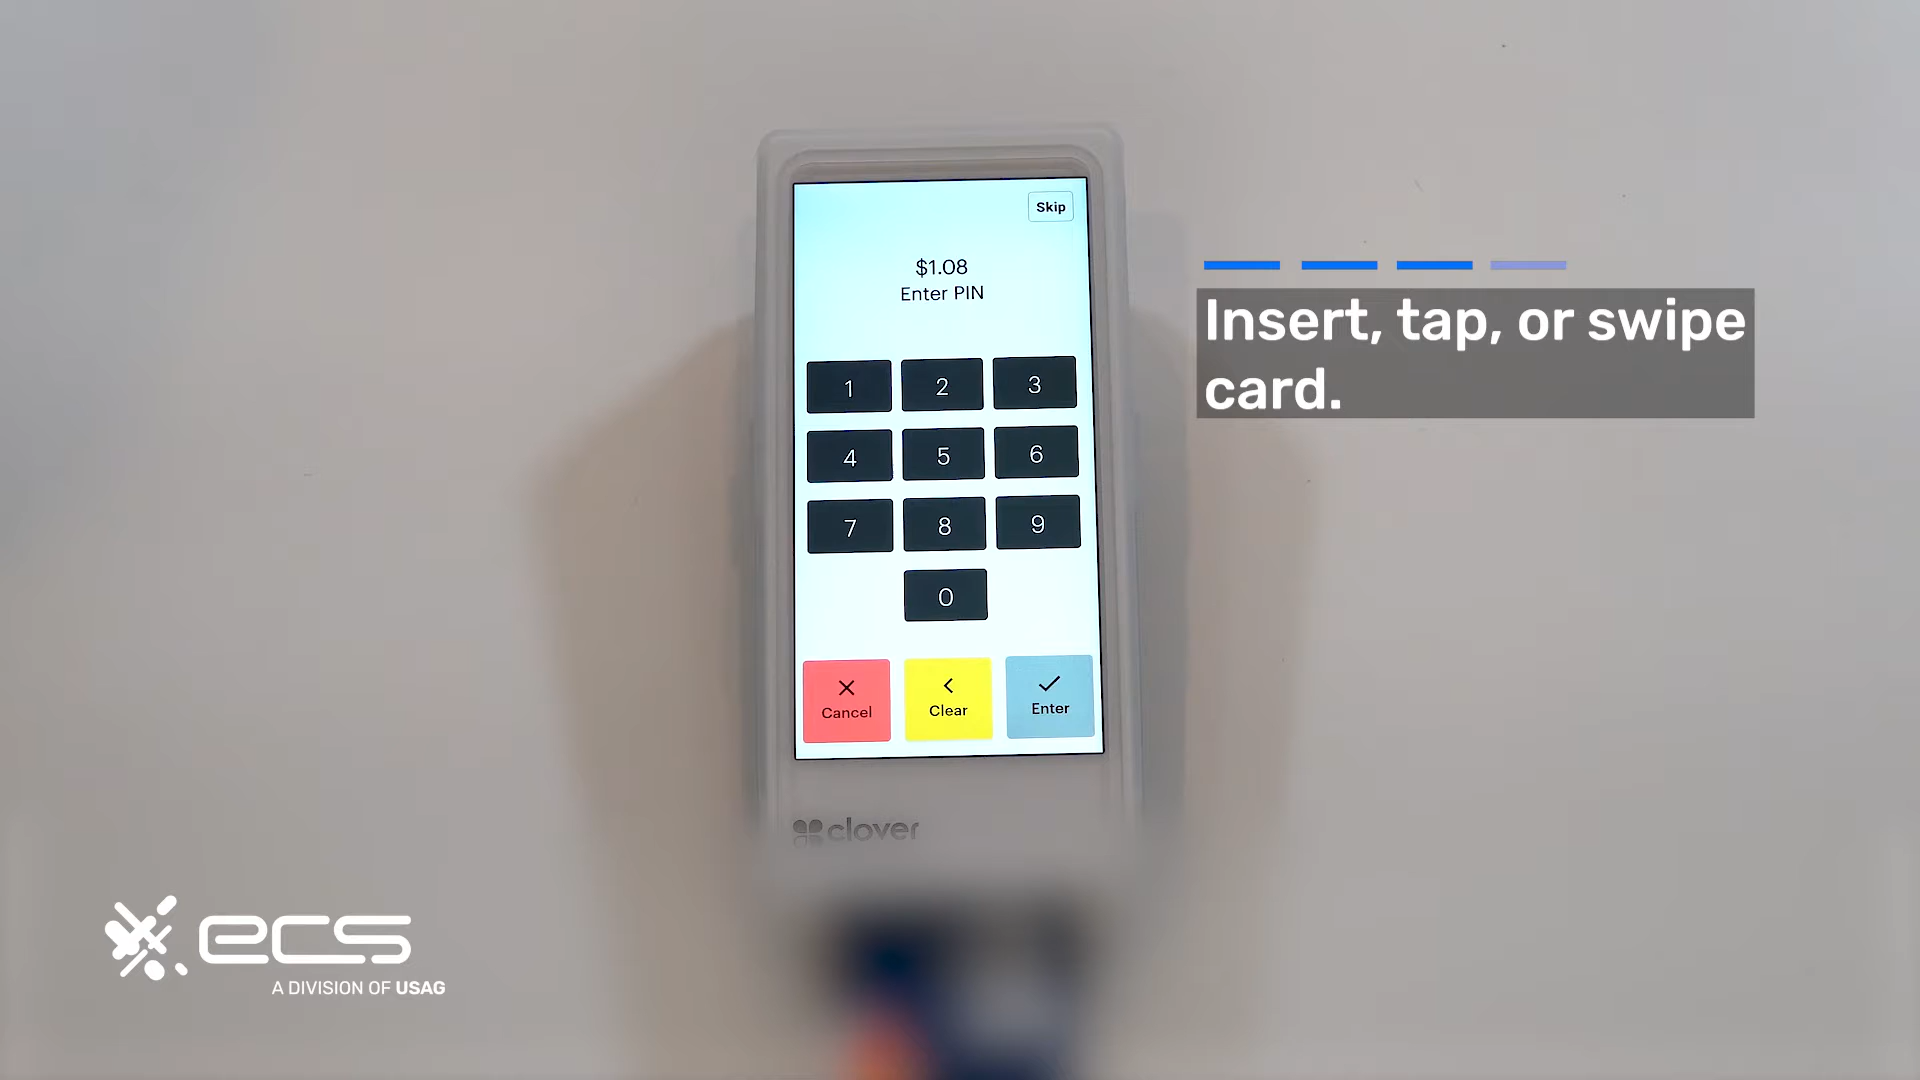 Skip
$1.08
Enter PIN
1 2 3
4 5 6
7 8 9
0
Cancel Clear Enter
clover
Insert, tap, or swipe
card.
ecs
A DIVISION OF USAG